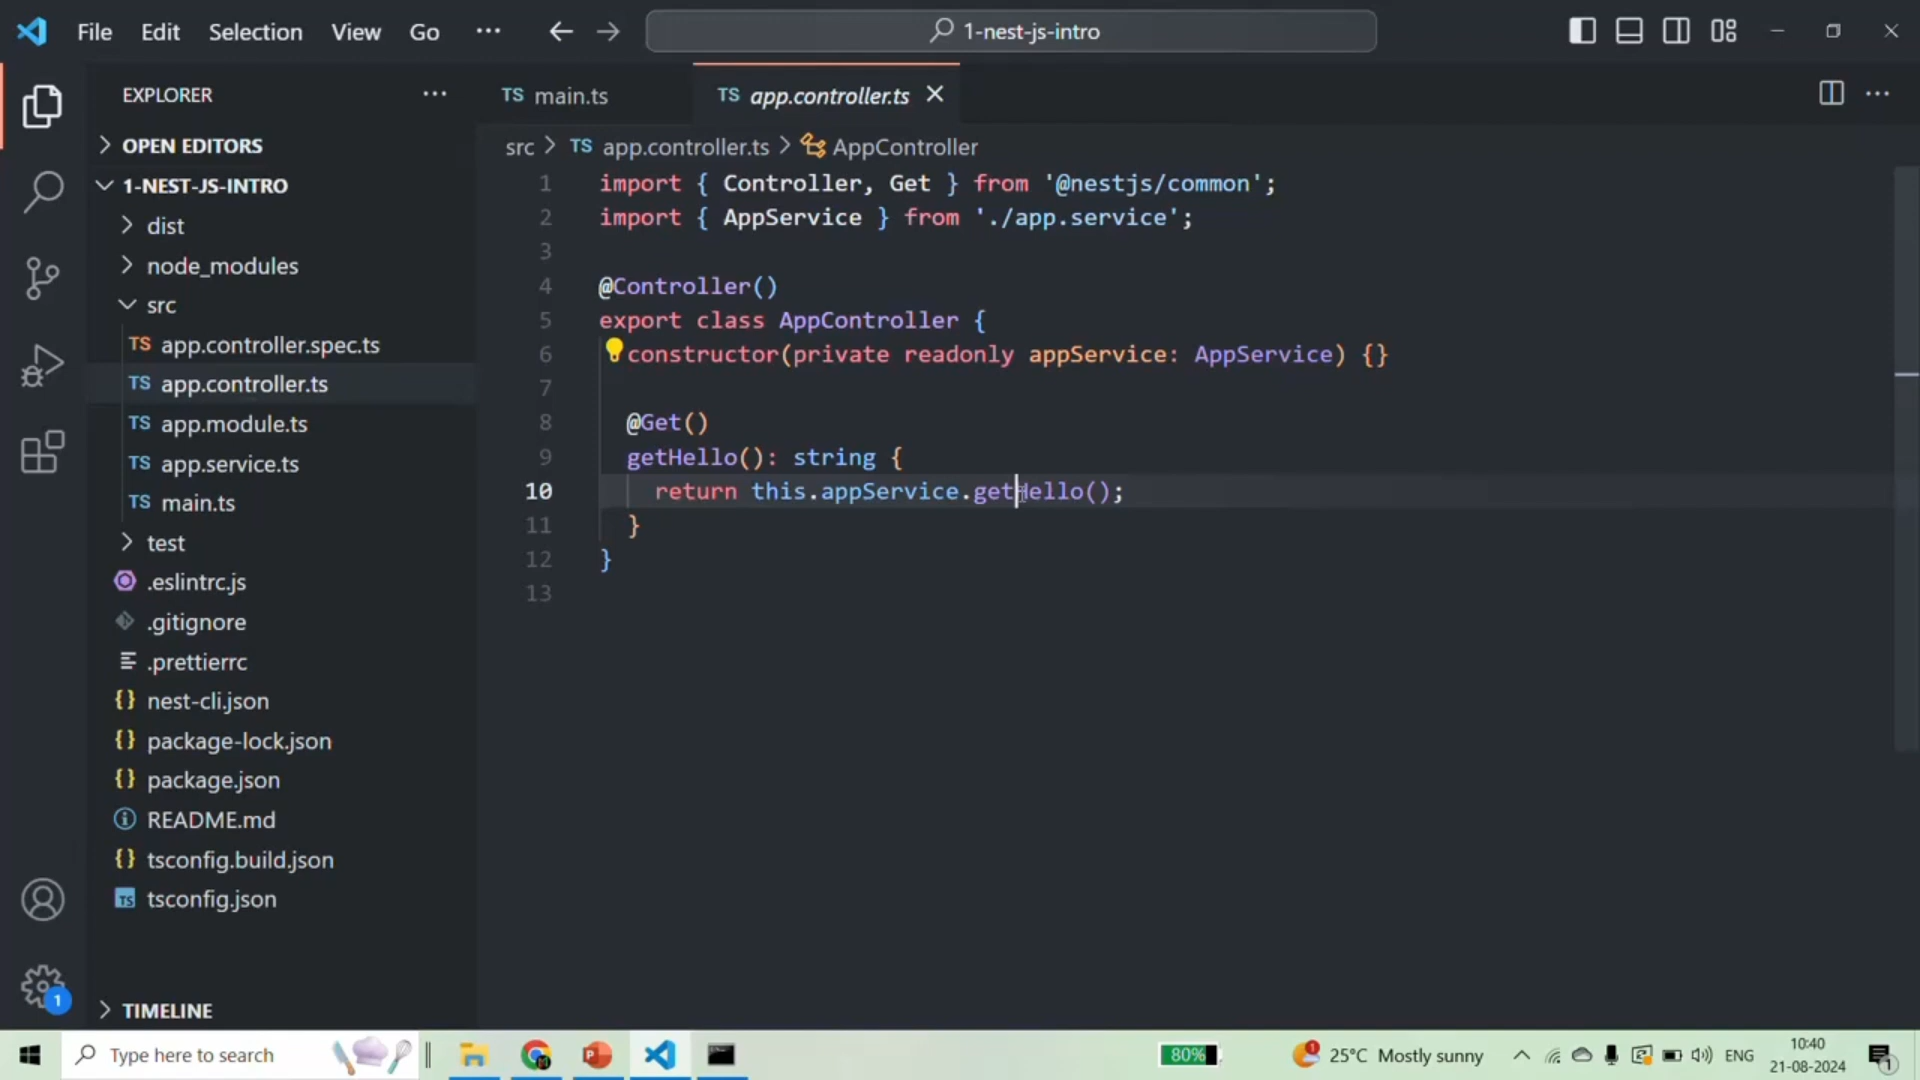 File Edit Selection View Go ··· 1-nest-js-intro
EXPLORER ···
TS main.ts
TS app.controller.ts
OPEN EDITORS
src > TS app.controller.ts > AppController
1-NEST-JS-INTRO
dist
node_modules
src
TS app.controller.spec.ts
TS app.controller.ts
TS app.module.ts
TS app.service.ts
TS main.ts
test
.eslintrc.js
.gitignore
.prettierrc
{} nest-cli.json
{} package-lock.json
{} package.json
README.md
{} tsconfig.build.json
TS tsconfig.json
TIMELINE
1
1 import { Controller, Get } from '@nestjs/common';
2 import { AppService } from './app.service';
3
4 @Controller()
5 export class AppController {
6 constructor(private readonly appService: AppService) {}
7
8 @Get()
9 getHello(): string {
10 return this.appService.getHello();
11 }
12 }
13
Type here to search
80%
1
25°C Mostly sunny
ENG
10:40
21-08-2024
1